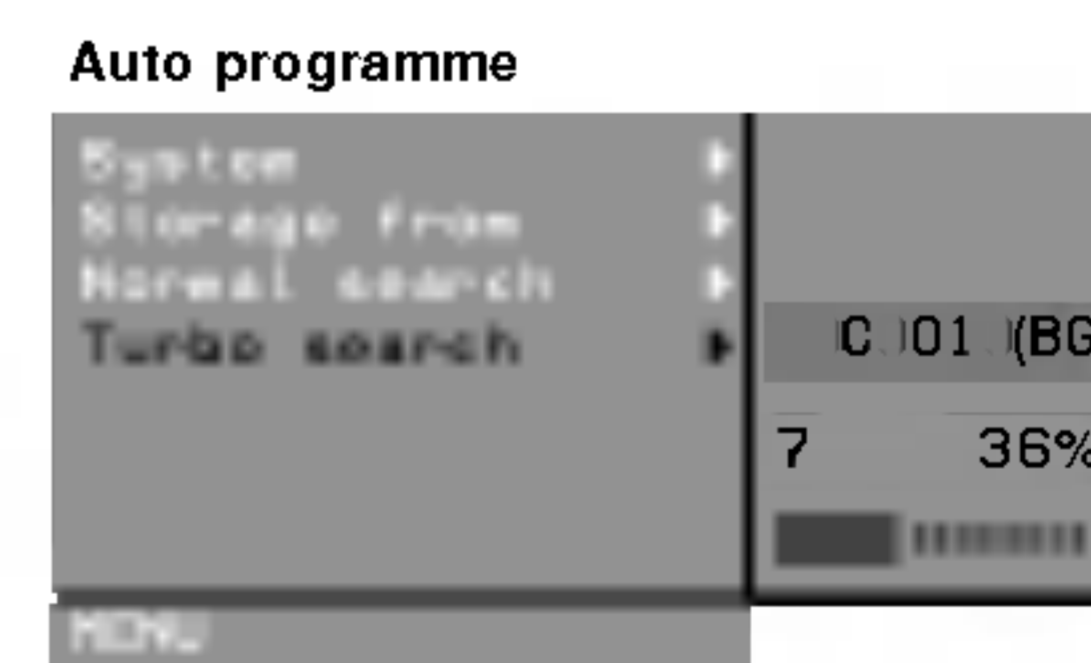 Auto programme
System
Storage from
Normal search
Turbo search
C 01 (BG
7 36%
MENU